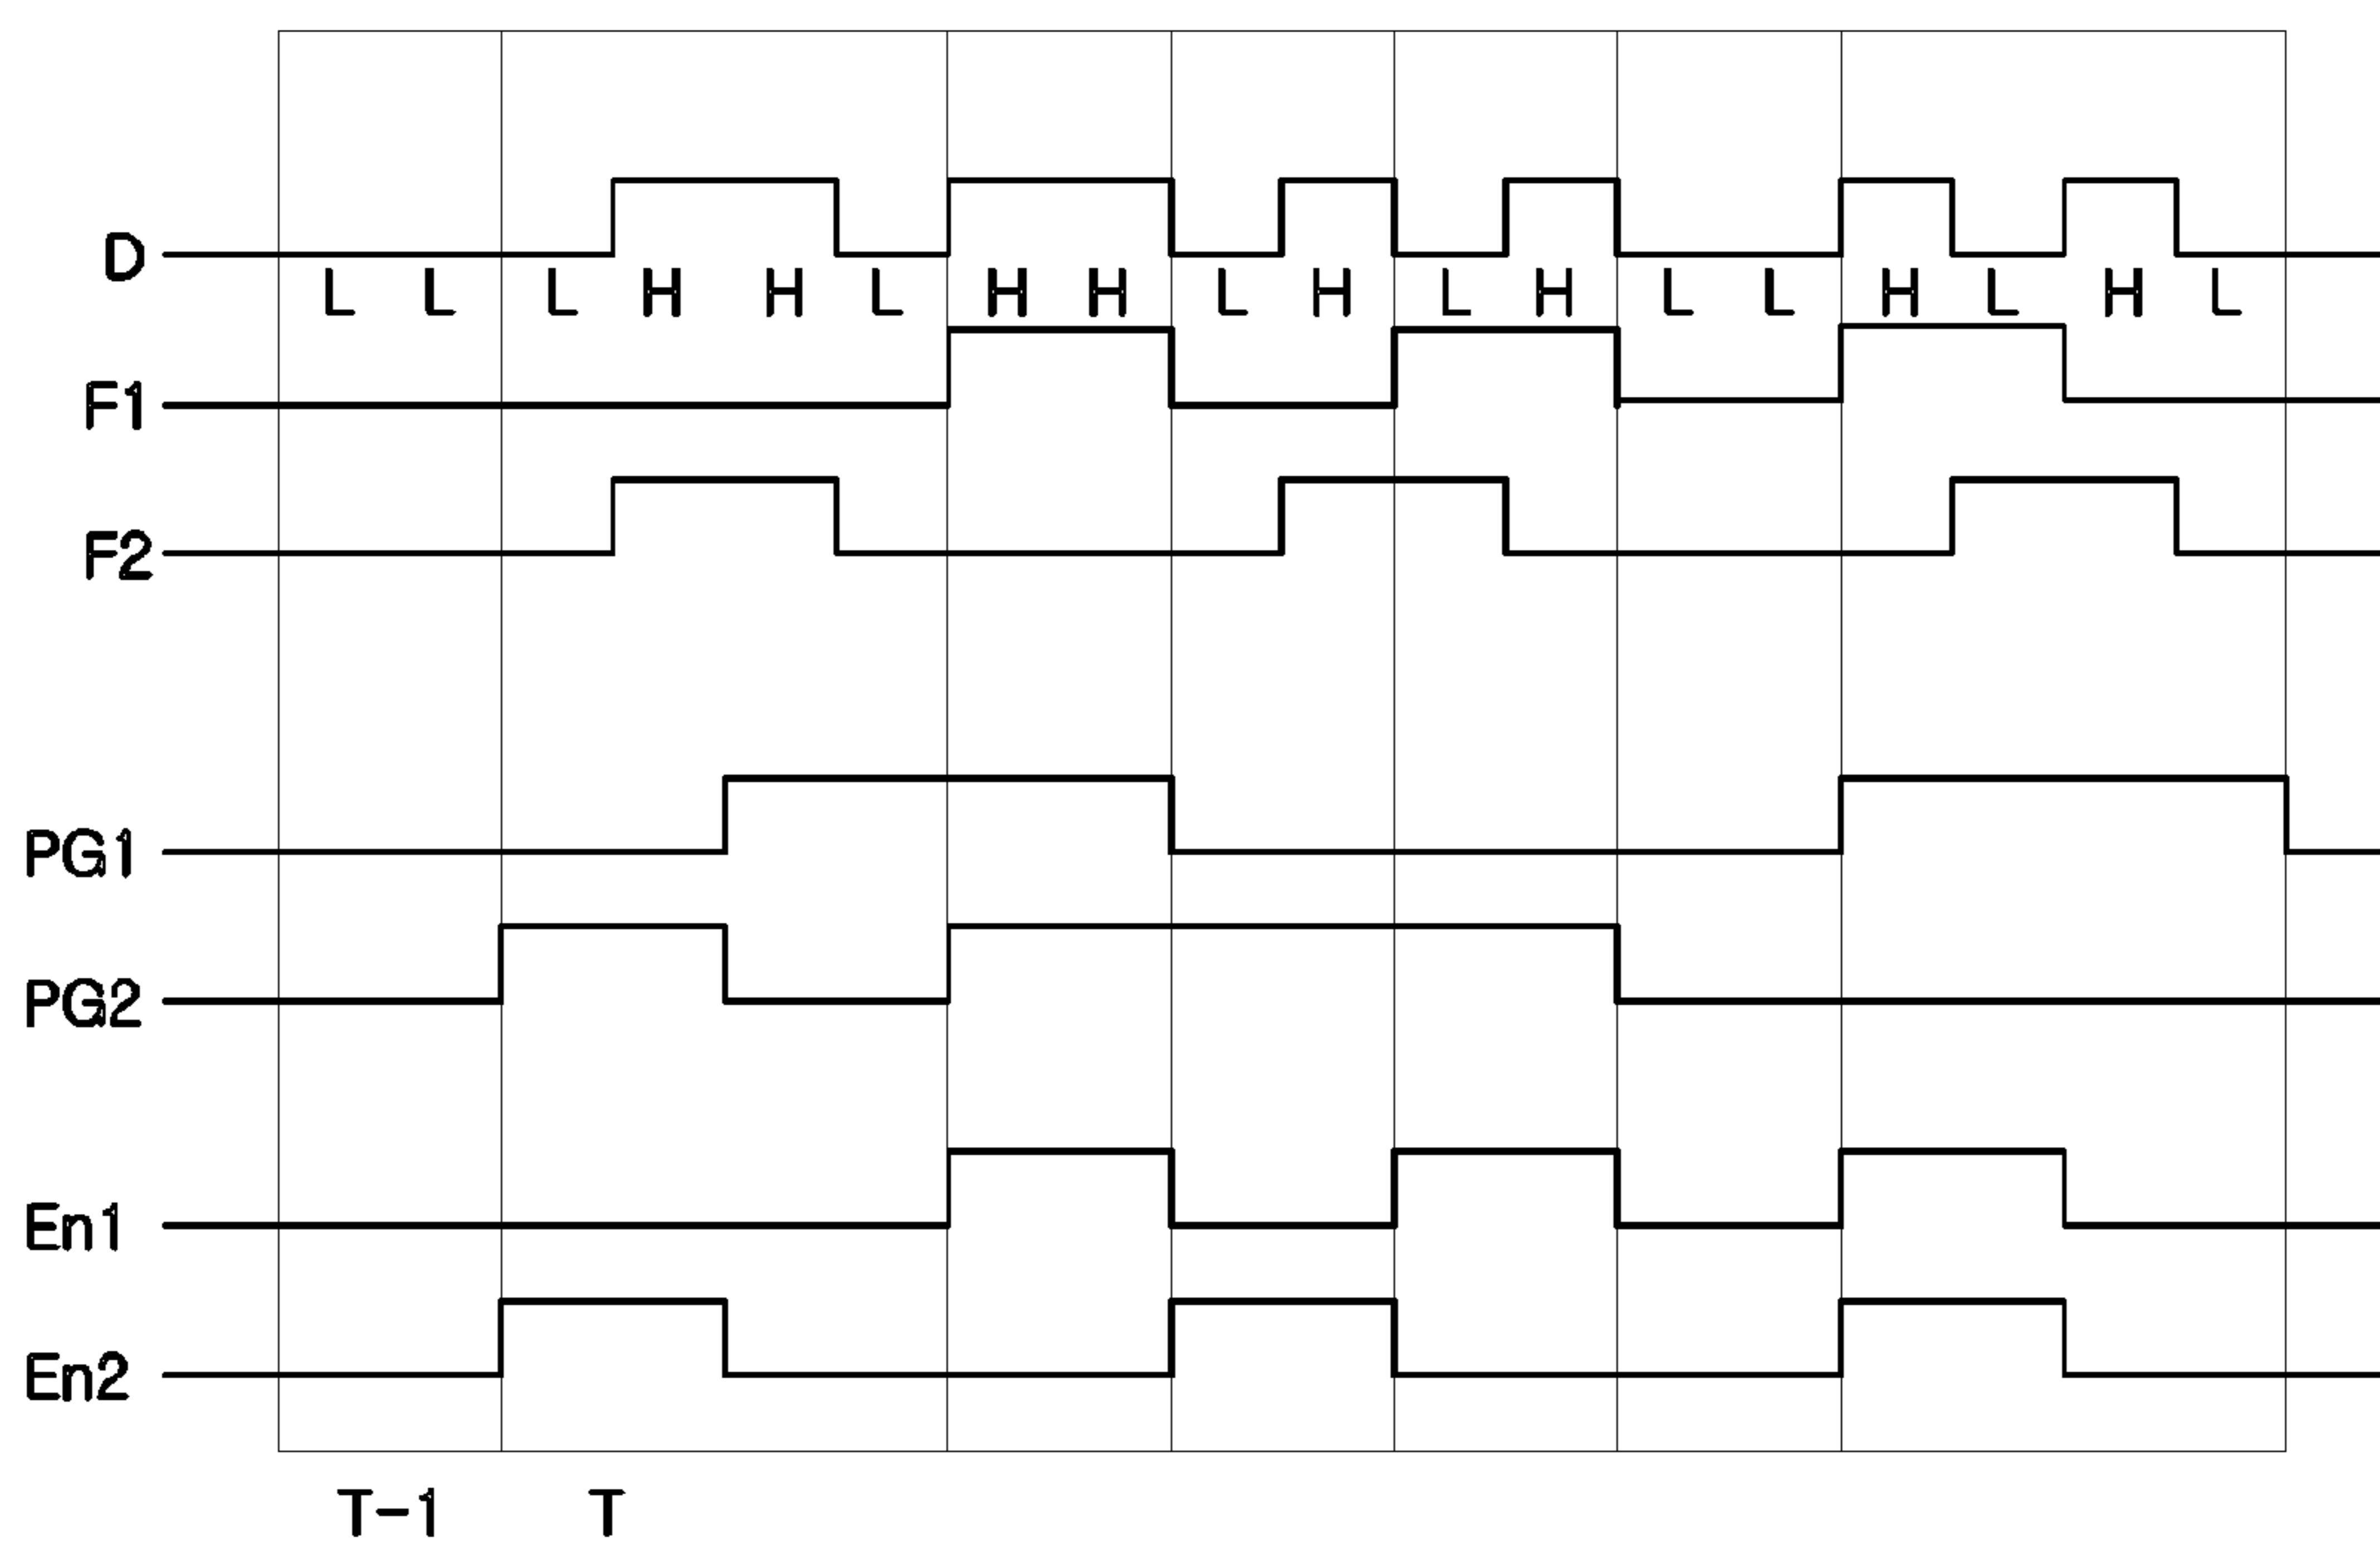 D
L L L H H L H H L H L H L L H L H L
F1
F2
PG1
PG2
En1
En2
T-1 T